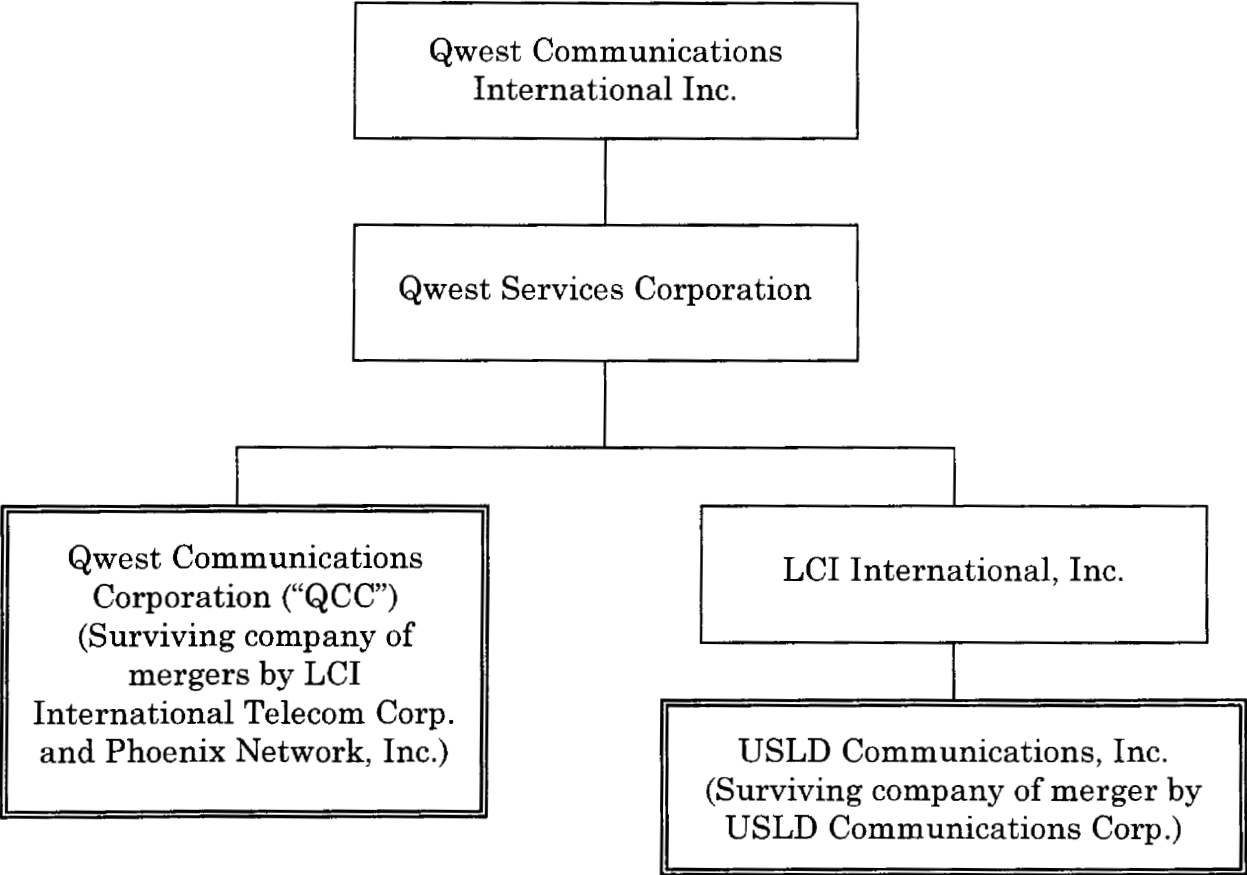 Qwest Communications
International Inc.
Qwest Services Corporation
Qwest Communications
Corporation (“QCC”)
(Surviving company of
mergers by LCI
International Telecom Corp.
and Phoenix Network, Inc.)
LCI International, Inc.
USLD Communications, Inc.
(Surviving company of merger by
USLD Communications Corp.)